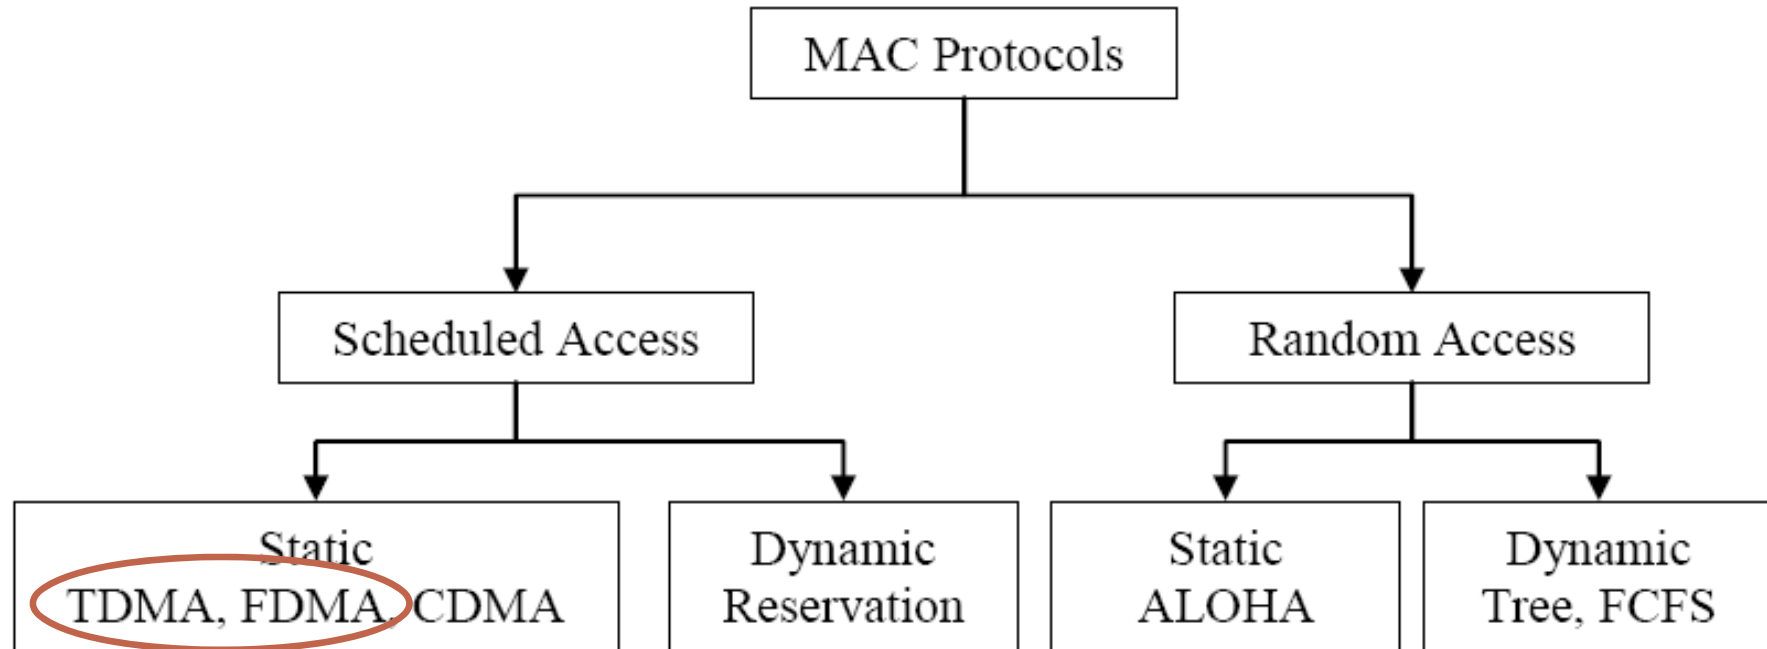 MAC Protocols
Scheduled Access
Random Access
Static
TDMA, FDMA, CDMA
Dynamic
Reservation
Static
ALOHA
Dynamic
Tree, FCFS